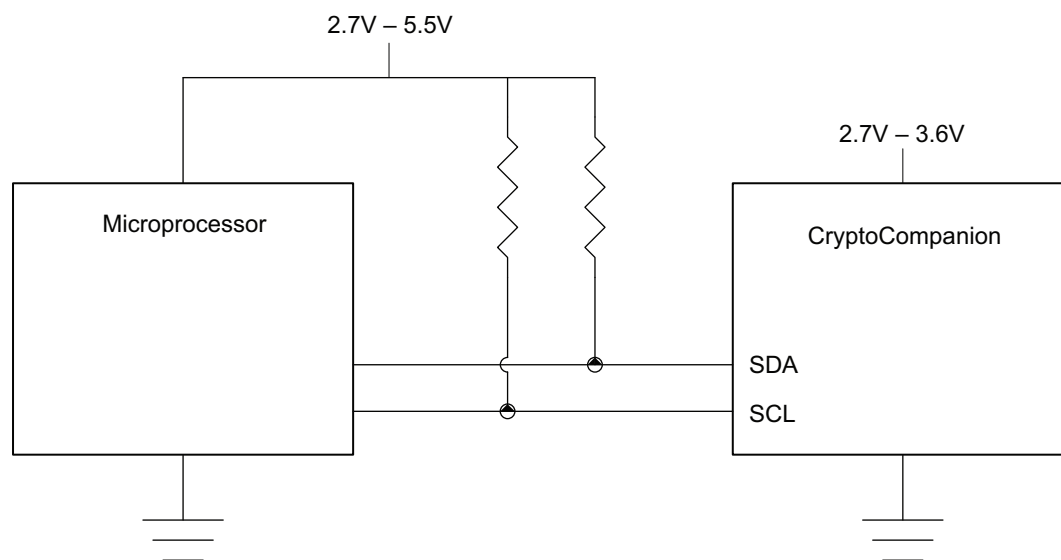 2.7V – 5.5V
2.7V – 3.6V
Microprocessor
CryptoCompanion
SDA
SCL